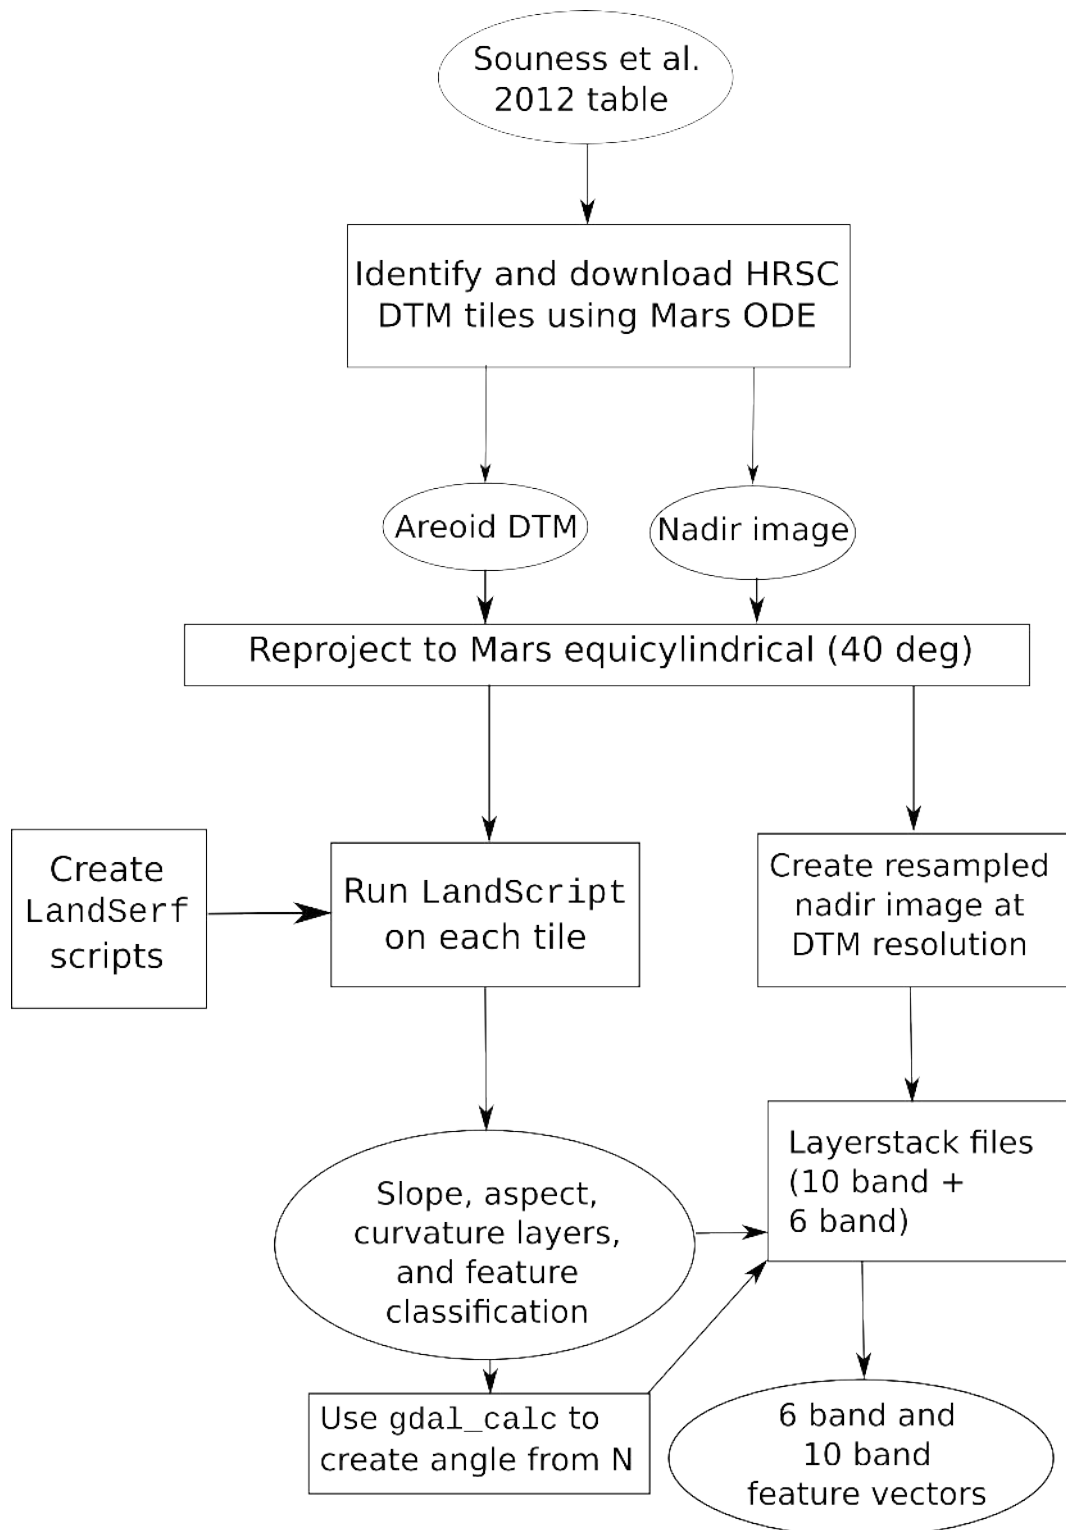 Souness et al.
2012 table
Identify and download HRSC
DTM tiles using Mars ODE
Areoid DTM
Nadir image
Reproject to Mars equicylindrical (40 deg)
Create
LandSerf
scripts
Run LandScript
on each tile
Create resampled
nadir image at
DTM resolution
Slope, aspect,
curvature layers,
and feature
classification
Layerstack files
(10 band +
6 band)
Use gdal_calc to
create angle from N
6 band and
10 band
feature vectors